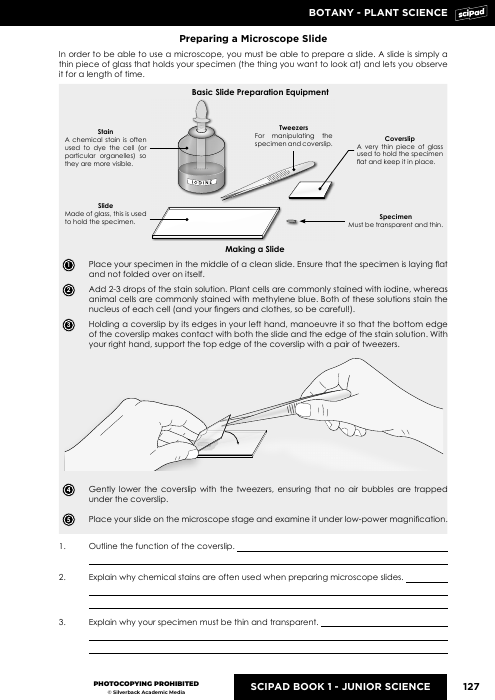 BOTANY - PLANT SCIENCE
scipad
Preparing a Microscope Slide
In order to be able to use a microscope, you must be able to prepare a slide. A slide is simply a
thin piece of glass that holds your specimen (the thing you want to look at) and lets you observe
it for a length of time.
Basic Slide Preparation Equipment
Stain
A chemical stain is often
used to dye the cell (or
particular organelles) so
they are more visible.
IODINE
Tweezers
For manipulating the
specimen and coverslip.
Coverslip
A very thin piece of glass
used to hold the specimen
flat and keep it in place.
Slide
Made of glass, this is used
to hold the specimen.
Specimen
Must be transparent and thin.
Making a Slide
1 Place your specimen in the middle of a clean slide. Ensure that the specimen is laying flat
and not folded over on itself.
2 Add 2-3 drops of the stain solution. Plant cells are commonly stained with iodine, whereas
animal cells are commonly stained with methylene blue. Both of these solutions stain the
nucleus of each cell (and your fingers and clothes, so be careful!).
3 Holding a coverslip by its edges in your left hand, manoeuvre it so that the bottom edge
of the coverslip makes contact with both the slide and the edge of the stain solution. With
your right hand, support the top edge of the coverslip with a pair of tweezers.
4 Gently lower the coverslip with the tweezers, ensuring that no air bubbles are trapped
under the coverslip.
5 Place your slide on the microscope stage and examine it under low-power magnification.
1. Outline the function of the coverslip.
2. Explain why chemical stains are often used when preparing microscope slides.
3. Explain why your specimen must be thin and transparent.
PHOTOCOPYING PROHIBITED
© Silverback Academic Media
SCIPAD BOOK 1 - JUNIOR SCIENCE
127